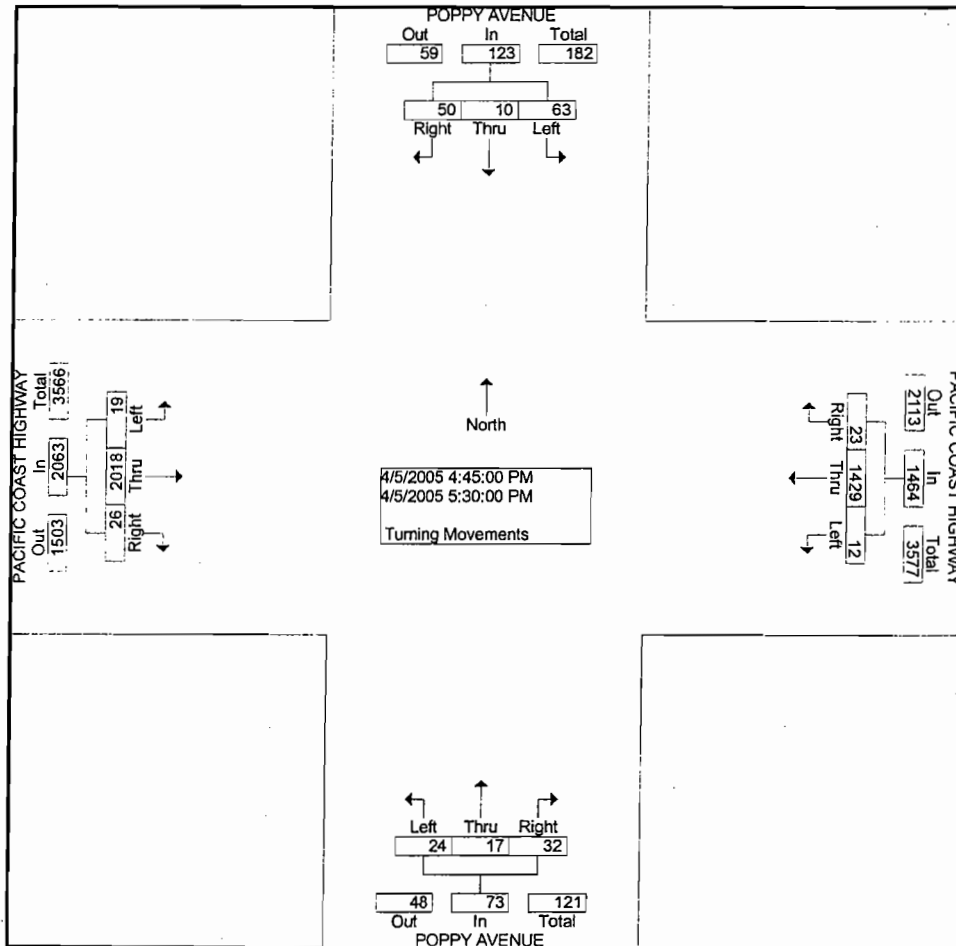 POPPY AVENUE
Out In Total
59 123 182
50 10 63
Right Thru Left
PACIFIC COAST HIGHWAY
Total 3566
In 2063
Out 1503
19 Left
2018 Thru
26 Right
North
4/5/2005 4:45:00 PM
4/5/2005 5:30:00 PM
Turning Movements
Right 23
Thru 1429
Left 12
Out 2113
In 1464
Total 3577
PACIFIC COAST HIGHWAY
Left Thru Right
24 17 32
48 73 121
Out In Total
POPPY AVENUE